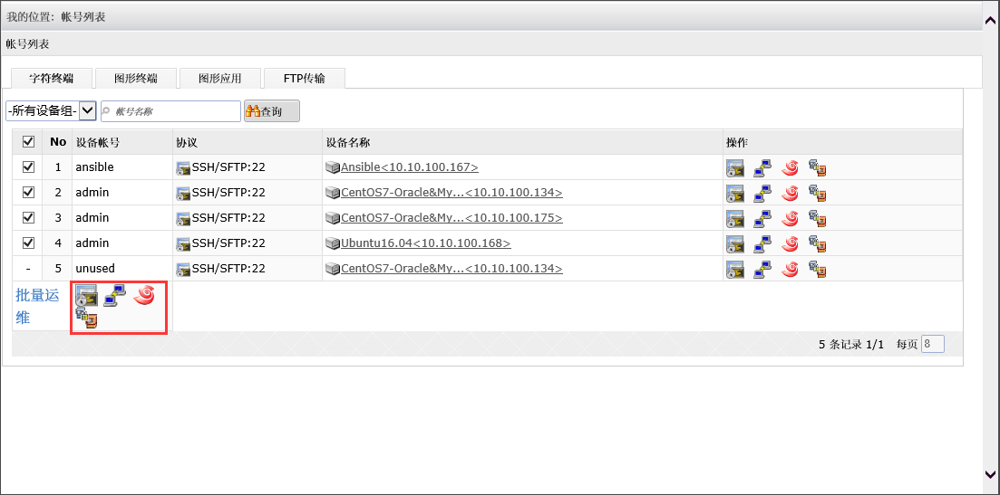 我的位置：帐号列表
帐号列表
字符终端 图形终端 图形应用 FTP传输
-所有设备组- 帐号名称 查询
No 设备帐号 协议 设备名称 操作
1 ansible SSH/SFTP:22 Ansible<10.10.100.167>
2 admin SSH/SFTP:22 CentOS7-Oracle&My...<10.10.100.134>
3 admin SSH/SFTP:22 CentOS7-Oracle&My...<10.10.100.175>
4 admin SSH/SFTP:22 Ubuntu16.04<10.10.100.168>
- 5 unused SSH/SFTP:22 CentOS7-Oracle&My...<10.10.100.134>
批量运
维
5 条记录 1/1 每页 8